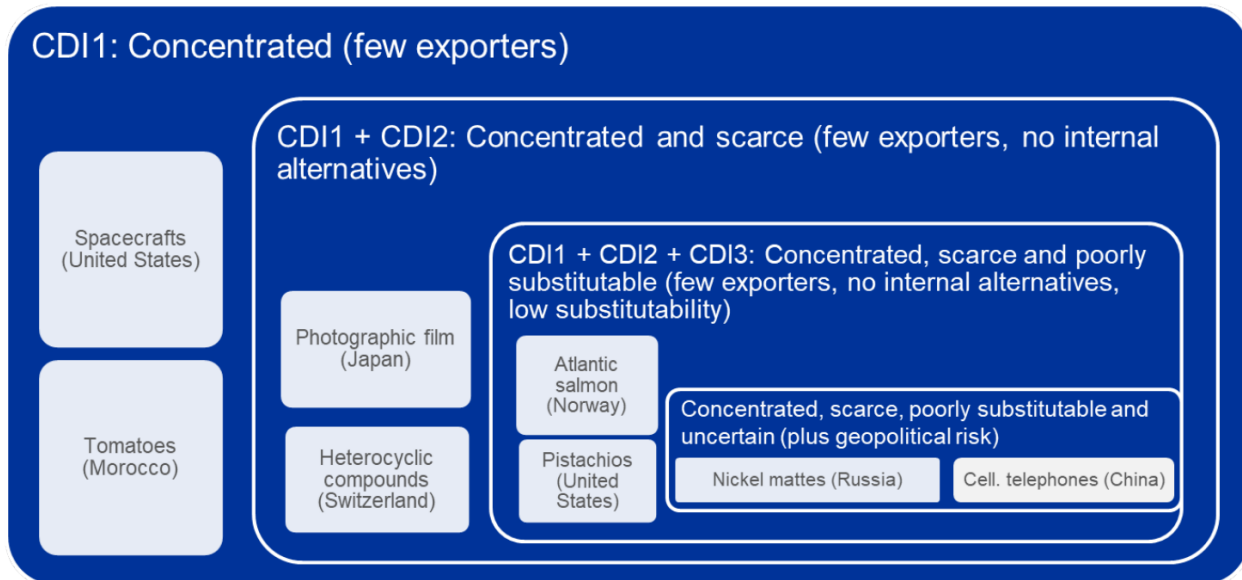 CDI1: Concentrated (few exporters)
CDI1 + CDI2: Concentrated and scarce (few exporters, no internal
alternatives)
Spacecrafts
(United States)
CDI1 + CDI2 + CDI3: Concentrated, scarce and poorly
substitutable (few exporters, no internal alternatives,
low substitutability)
Photographic film
(Japan)
Atlantic
salmon
(Norway)
Concentrated, scarce, poorly substitutable and
uncertain (plus geopolitical risk)
Tomatoes
(Morocco)
Heterocyclic
compounds
(Switzerland)
Pistachios
(United
States)
Nickel mattes (Russia)
Cell. telephones (China)